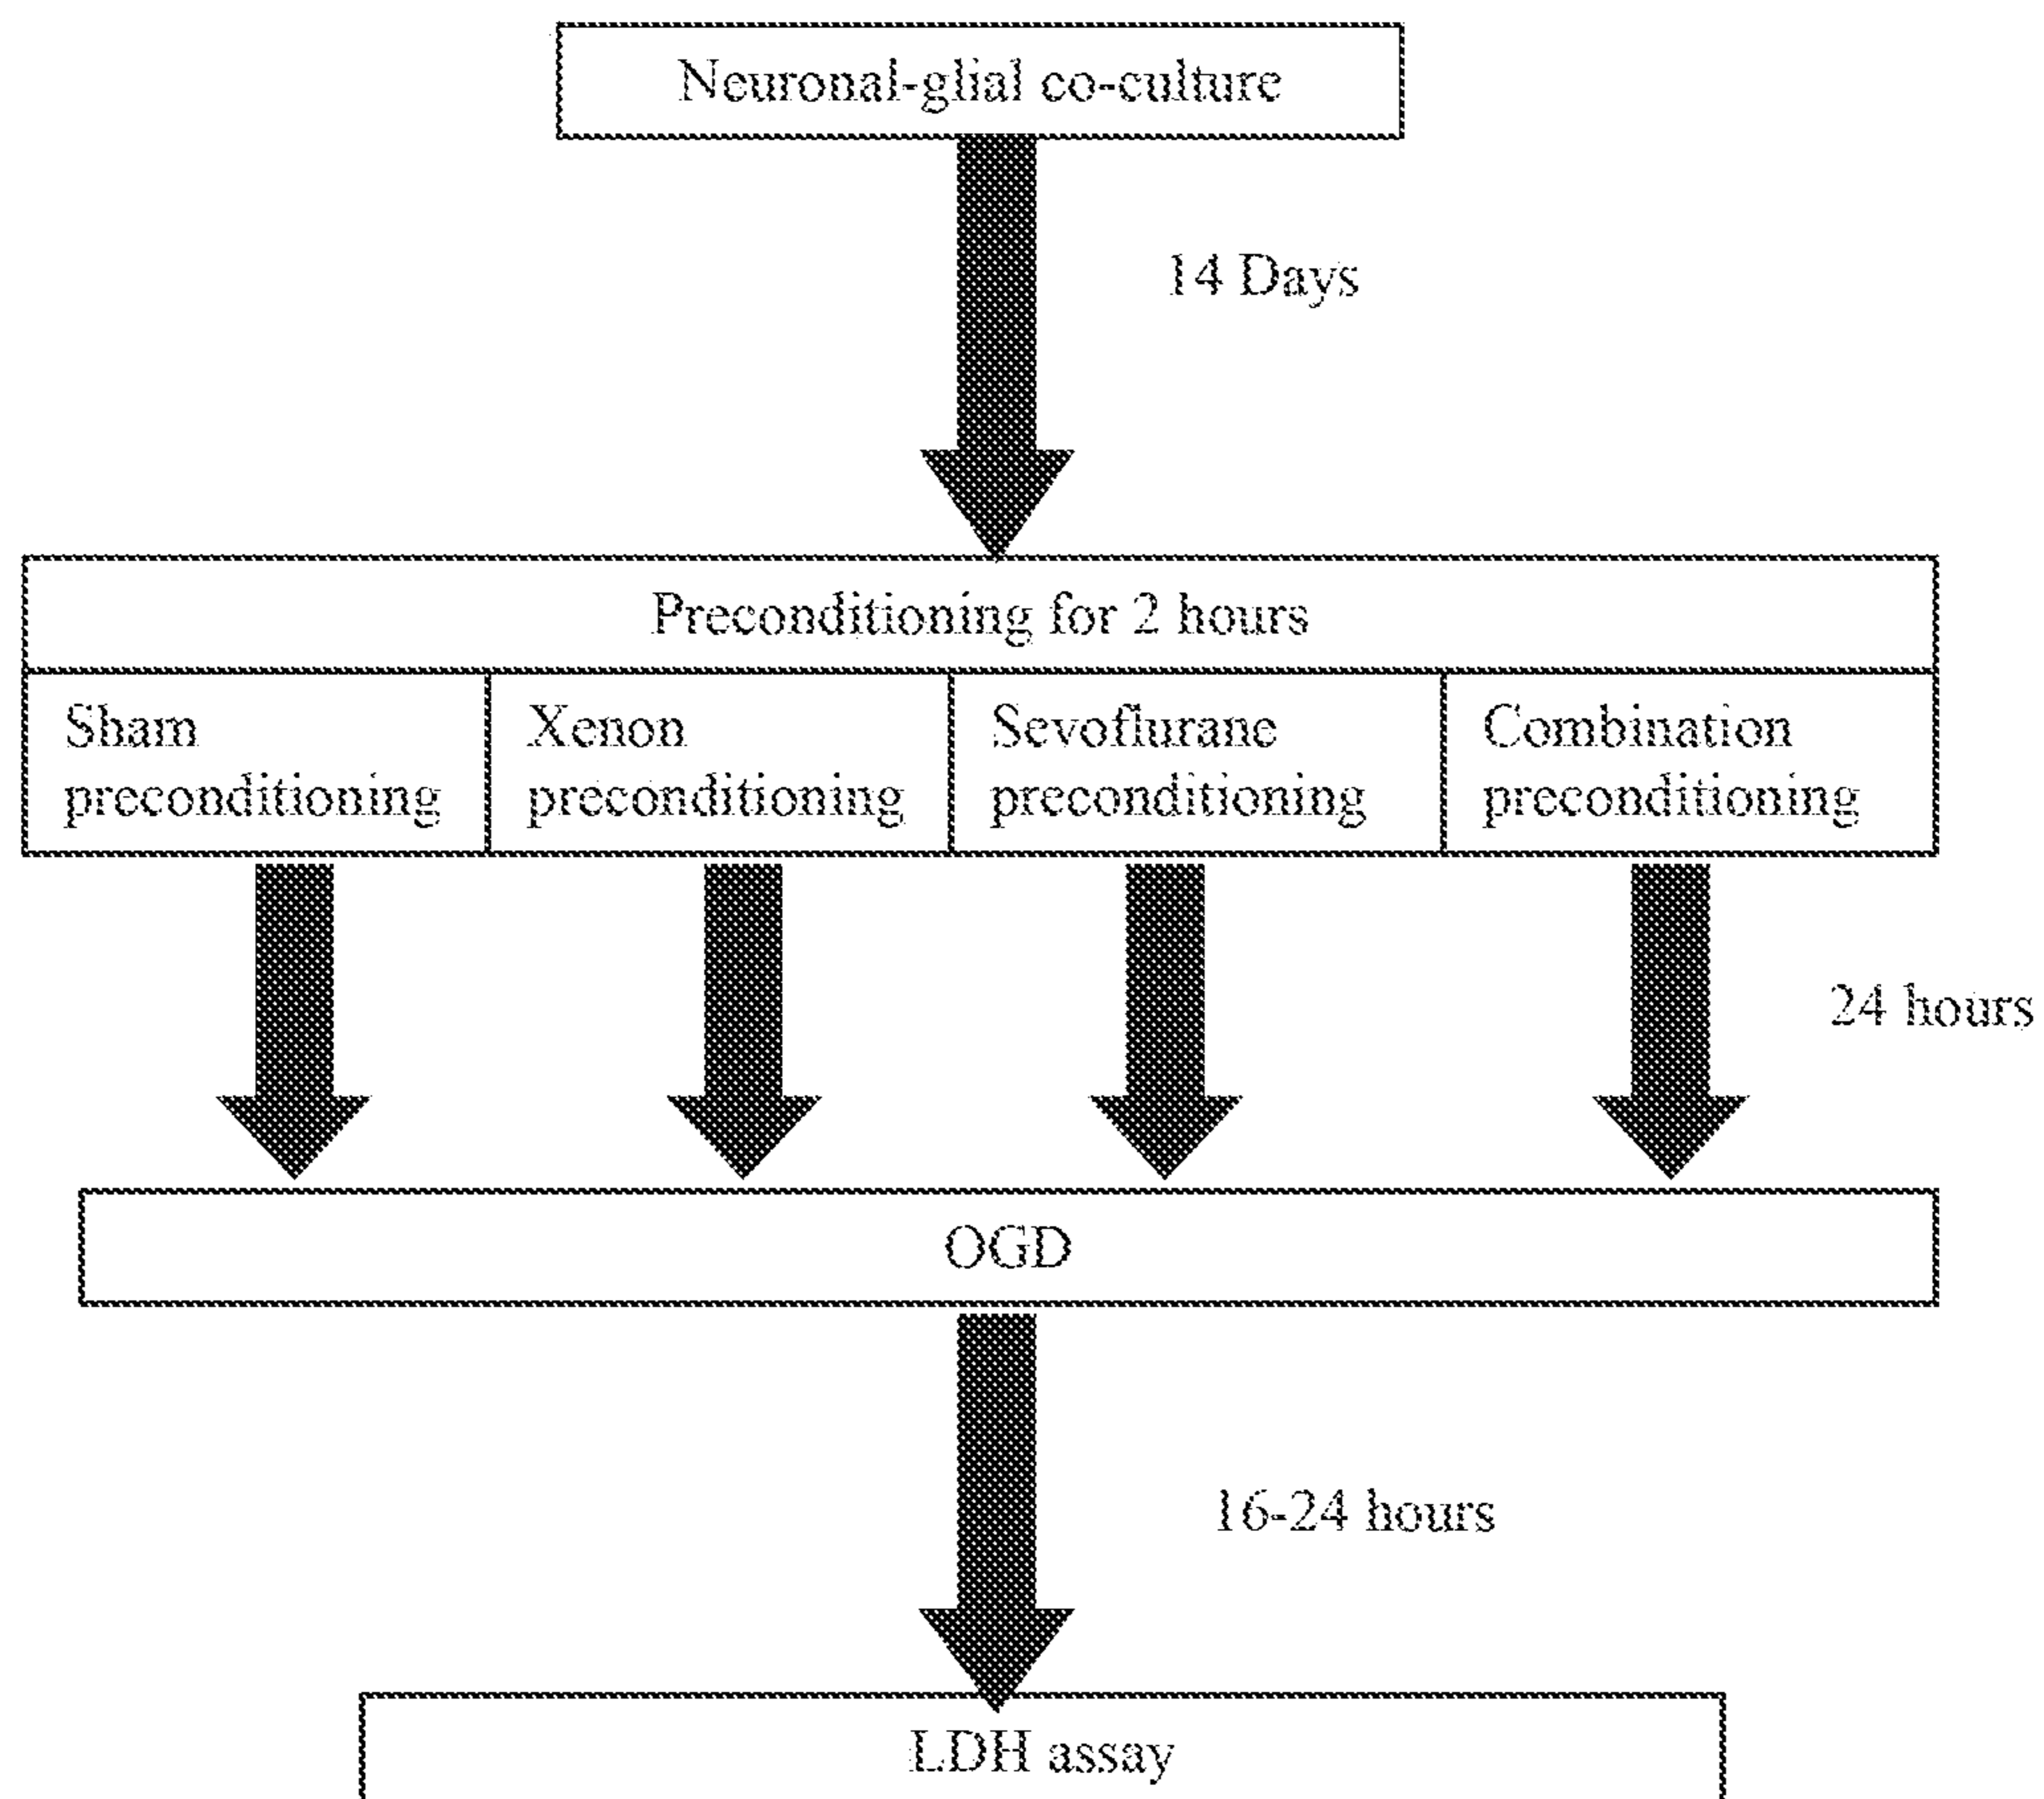 Neuronal-glial co-culture
14 Days
Preconditioning for 2 hours
Sham
preconditioning
Xenon
preconditioning
Sevoflurane
preconditioning
Combination
preconditioning
24 hours
OGD
16-24 hours
LDH assay